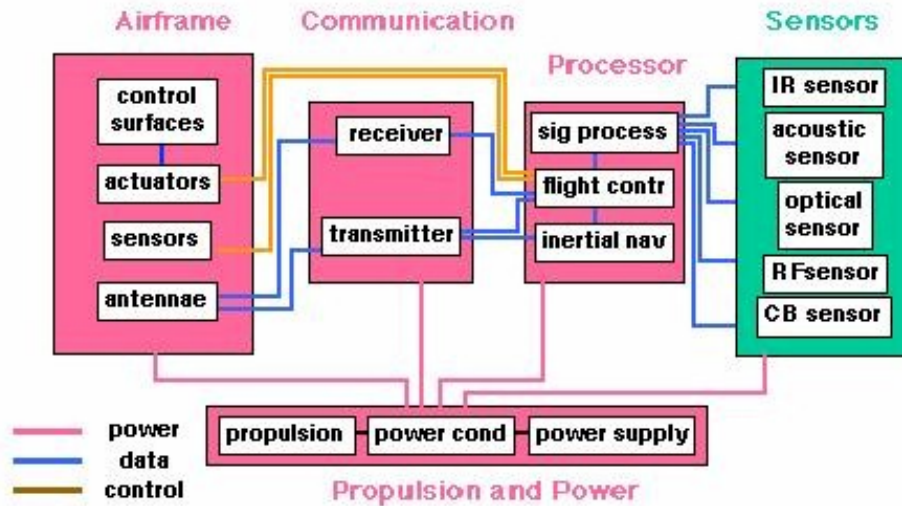 Airframe
Communication
Sensors
Processor
control
surfaces
actuators
sensors
antennae
receiver
transmitter
sig process
flight contr
inertial nav
IR sensor
acoustic
sensor
optical
sensor
RFsensor
CB sensor
propulsion
power cond
power supply
power
data
control
Propulsion and Power